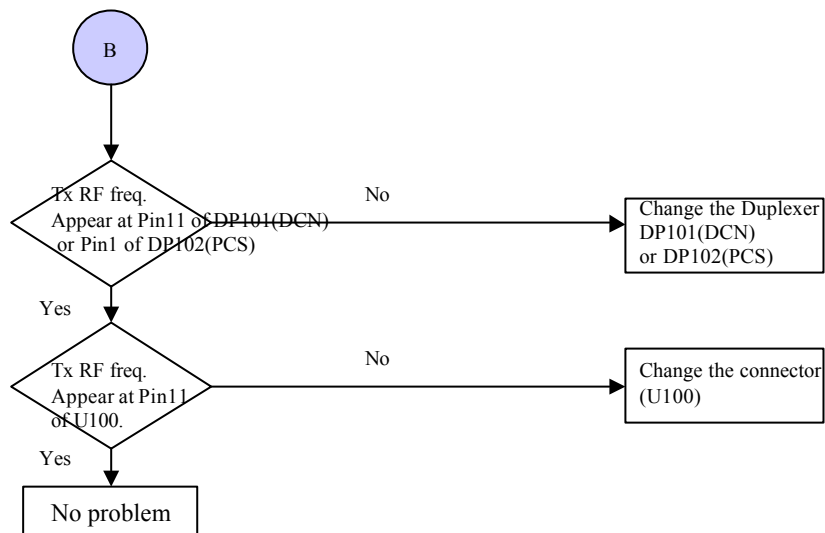 B
Tx RF freq.
Appear at Pin11 of DP101(DCN)
or Pin1 of DP102(PCS)
No
Change the Duplexer
DP101(DCN)
or DP102(PCS)
Yes
Tx RF freq.
Appear at Pin11
of U100.
No
Change the connector
(U100)
Yes
No problem